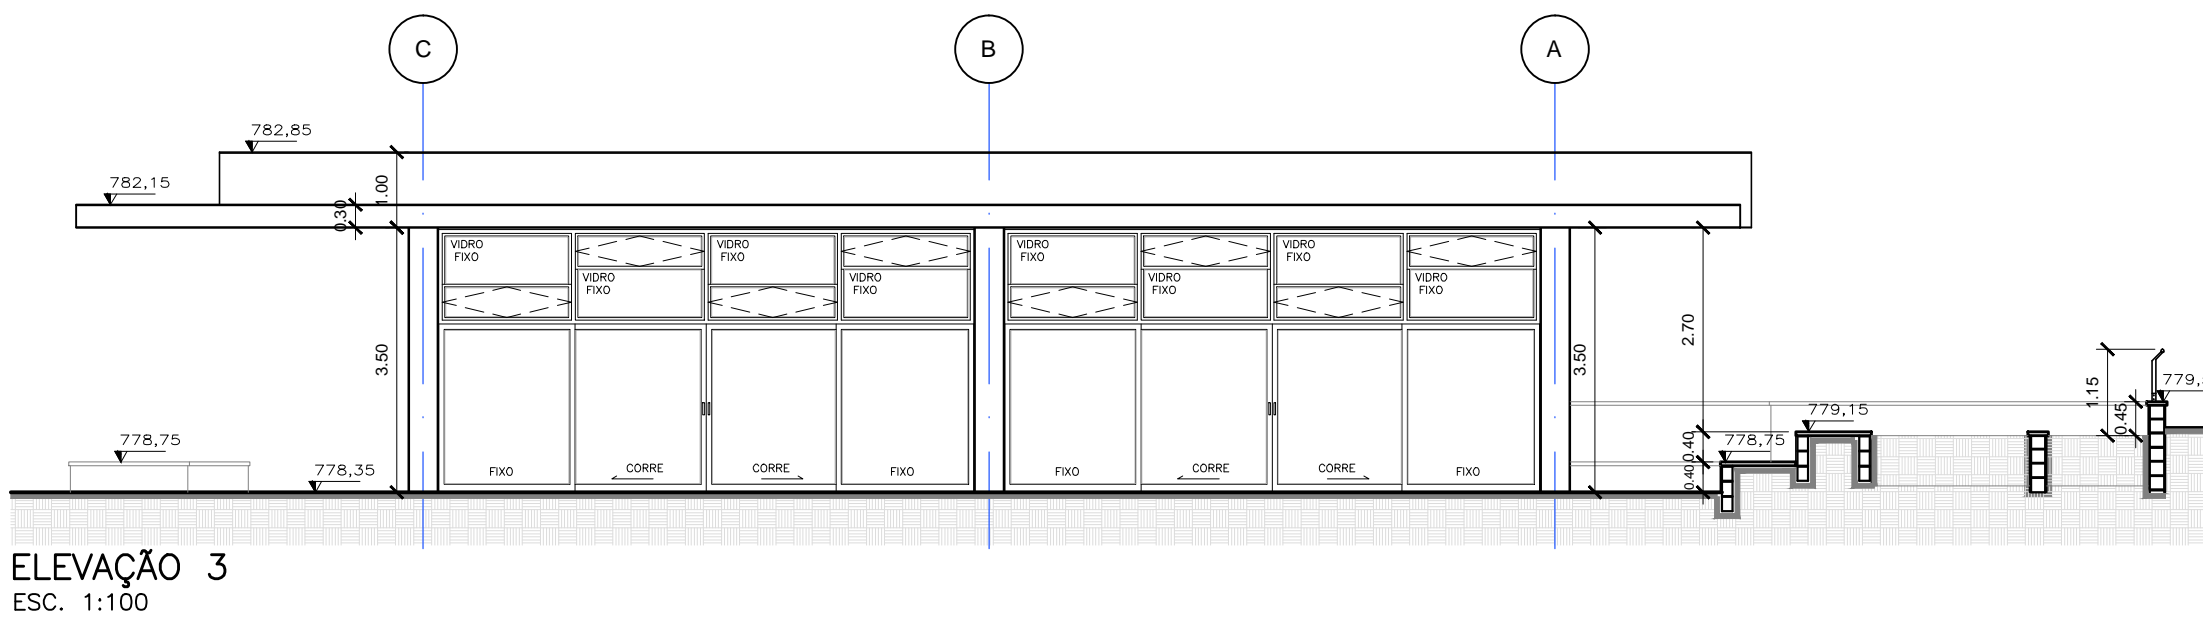 C
B
A
782,85
782,15
1.00
0.30
VIDRO
FIXO
VIDRO
FIXO
VIDRO
FIXO
VIDRO
FIXO
VIDRO
FIXO
VIDRO
FIXO
VIDRO
FIXO
VIDRO
FIXO
3.50
3.50
2.70
1.15
779,
0.45
779,15
778,75
0.40
0.40
778,75
778,35
FIXO
CORRE
CORRE
FIXO
FIXO
CORRE
CORRE
FIXO
ELEVAÇÃO 3
ESC. 1:100